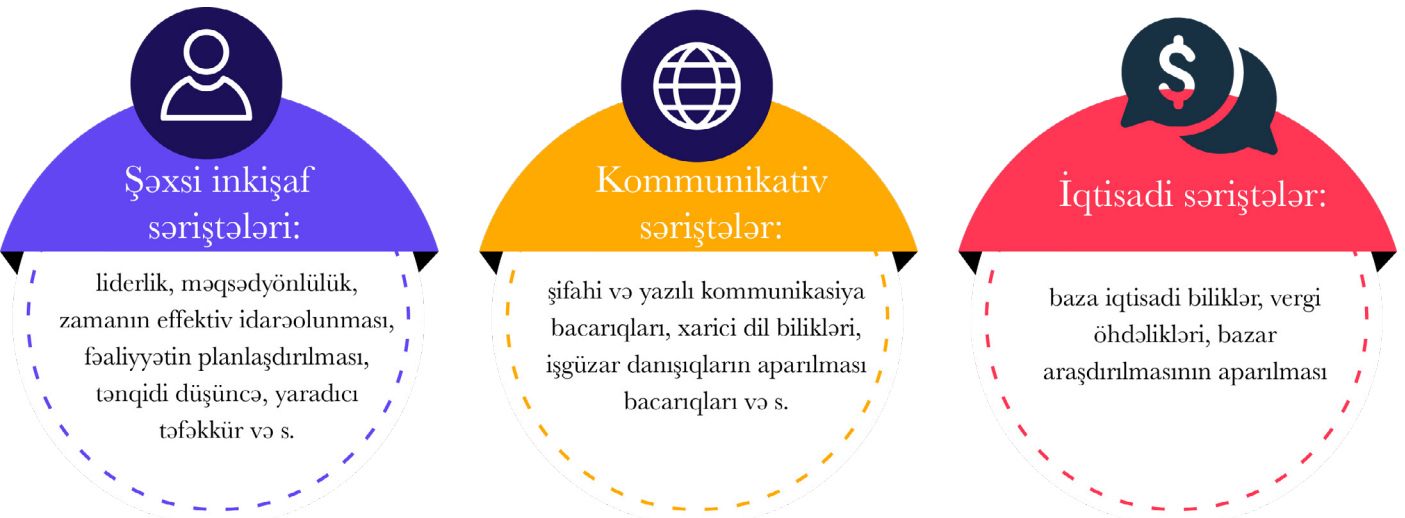 Şəxsi inkişaf
səriştələri:
liderlik, məqsədyönlülük,
zamanın effektiv idarəolunması,
fəaliyyətin planlaşdırılması,
tənqidi düşüncə, yaradıcı
təfəkkür və s.
Kommunikativ
səriştələr:
şifahi və yazılı kommunikasiya
bacarıqları, xarici dil bilikləri,
işgüzar danışıqların aparılması
bacarıqları və s.
İqtisadi səriştələr:
baza iqtisadi biliklər, vergi
öhdəlikləri, bazar
araşdırılmasının aparılması